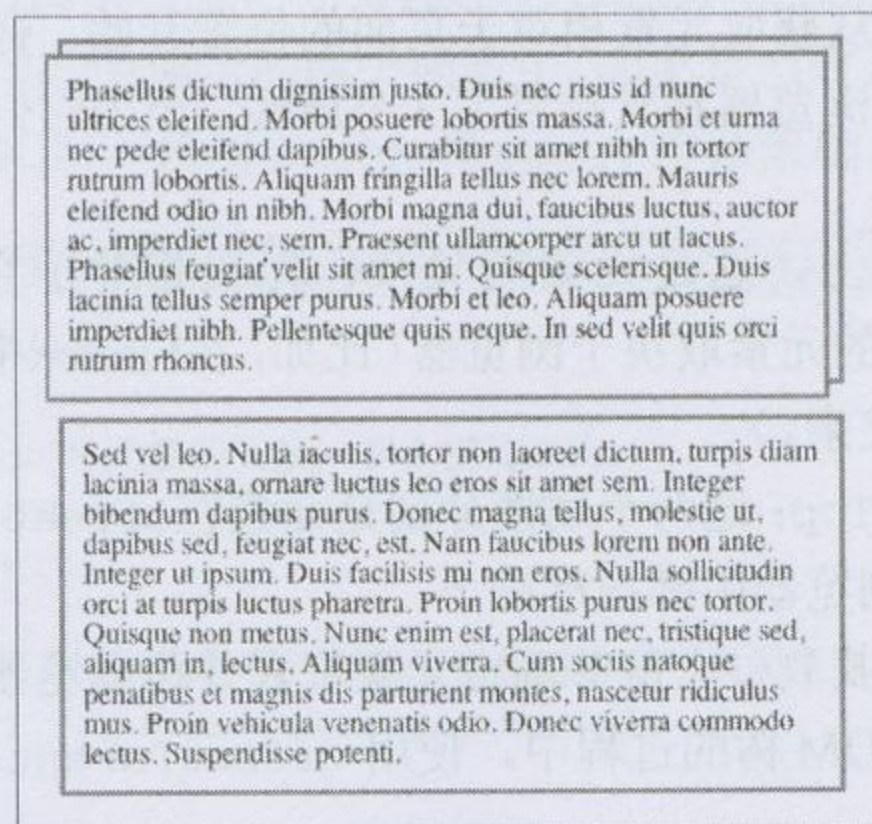 Phasellus dictum dignissim justo. Duis nec risus id nunc
ultrices eleifend. Morbi posuere lobortis massa. Morbi et urna
nec pede eleifend dapibus. Curabitur sit amet nibh in tortor
rutrum lobortis. Aliquam fringilla tellus nec lorem. Mauris
eleifend odio in nibh. Morbi magna dui, faucibus luctus, auctor
ac, imperdiet nec, sem. Praesent ullamcorper arcu ut lacus.
Phasellus feugiat velit sit amet mi. Quisque scelerisque. Duis
lacinia tellus semper purus. Morbi et leo. Aliquam posuere
imperdiet nibh. Pellentesque quis neque. In sed velit quis orci
rutrum rhoncus.
Sed vel leo. Nulla iaculis, tortor non laoreet dictum, turpis diam
lacinia massa, ornare luctus leo eros sit amet sem. Integer
bibendum dapibus purus. Donec magna tellus, molestie ut,
dapibus sed, feugiat nec, est. Nam faucibus lorem non ante.
Integer ut ipsum. Duis facilisis mi non eros. Nulla sollicitudin
orci at turpis luctus pharetra. Proin lobortis purus nec tortor.
Quisque non metus. Nunc enim est, placerat nec, tristique sed,
aliquam in, lectus. Aliquam viverra. Cum sociis natoque
penatibus et magnis dis parturient montes, nascetur ridiculus
mus. Proin vehicula venenatis odio. Donec viverra commodo
lectus. Suspendisse potenti.